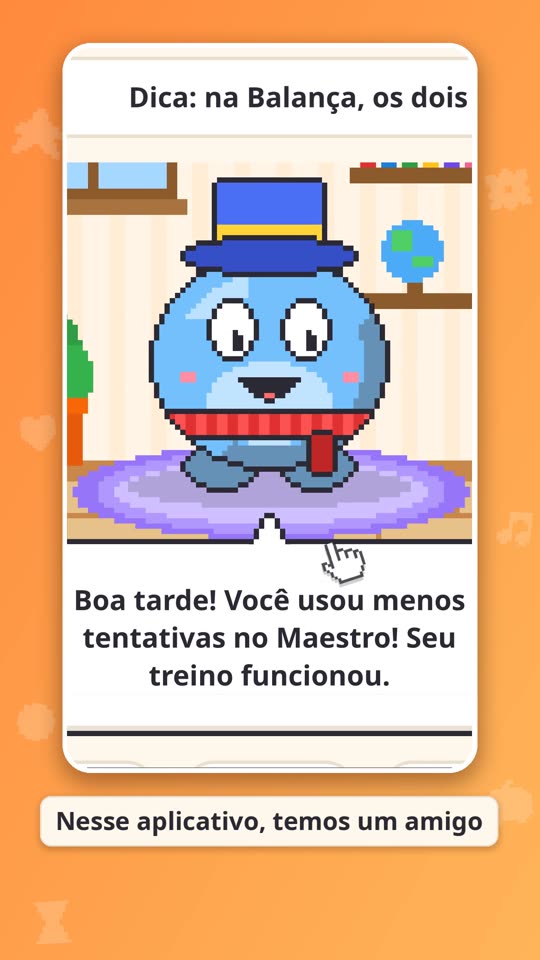 Dica: na Balança, os dois
Boa tarde! Você usou menos
tentativas no Maestro! Seu
treino funcionou.
Nesse aplicativo, temos um amigo